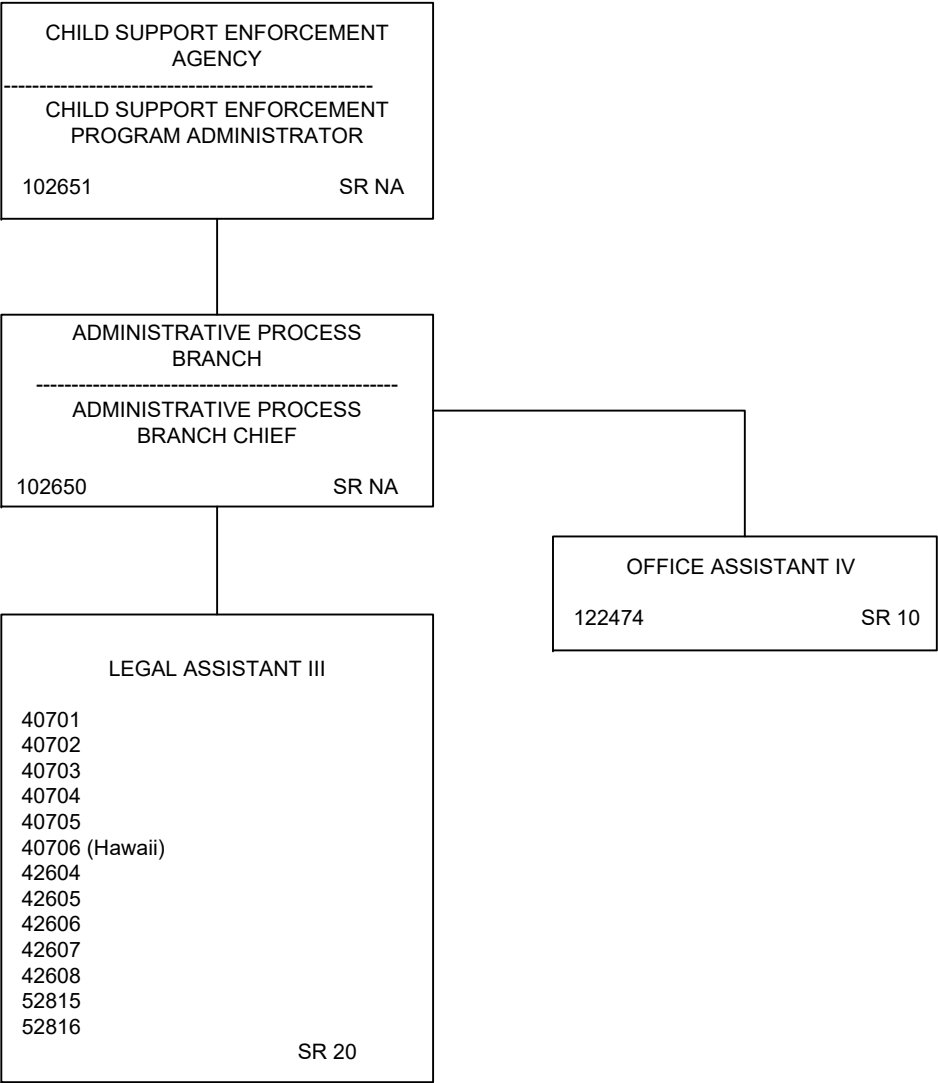 CHILD SUPPORT ENFORCEMENT
AGENCY
----------------------------------------------------
CHILD SUPPORT ENFORCEMENT
PROGRAM ADMINISTRATOR
102651 SR NA
ADMINISTRATIVE PROCESS
BRANCH
---------------------------------------------------
ADMINISTRATIVE PROCESS
BRANCH CHIEF
102650 SR NA
OFFICE ASSISTANT IV
122474 SR 10
LEGAL ASSISTANT III
40701
40702
40703
40704
40705
40706 (Hawaii)
42604
42605
42606
42607
42608
52815
52816
SR 20